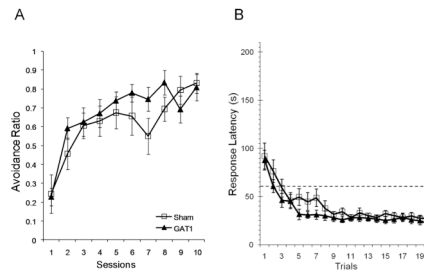 A
B
Avoidance Ratio
1
0.9
0.8
0.7
0.6
0.5
0.4
0.3
0.2
0.1
0
1 2 3 4 5 6 7 8 9 10
Sessions
Sham
GAT1
Response Latency (s)
200
150
100
50
0
1 3 5 7 9 11 13 15 17 19
Trials